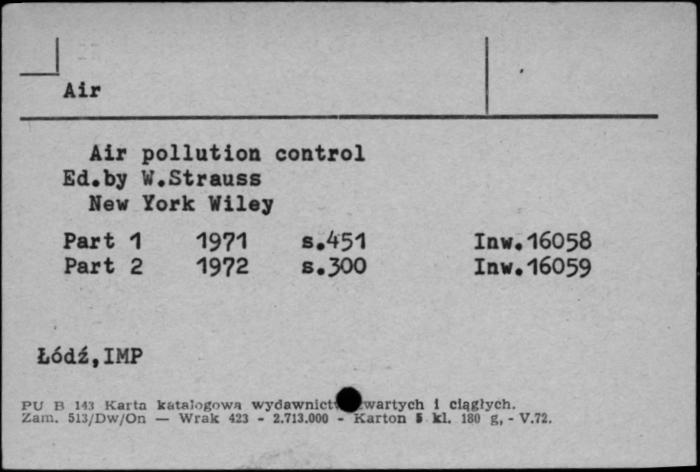 Air
Air pollution control
Ed.by W.Strauss
New York Wiley
Part 1 1971 s.451 Inw.16058
Part 2 1972 s.300 Inw.16059
Łódź,IMP
PU B 143 Karta katalogowa wydawnict wartych i ciągłych.
Zam. 513/Dw/On — Wrak 423 - 2.713.000 - Karton 5 kl. 180 g, - V.72.